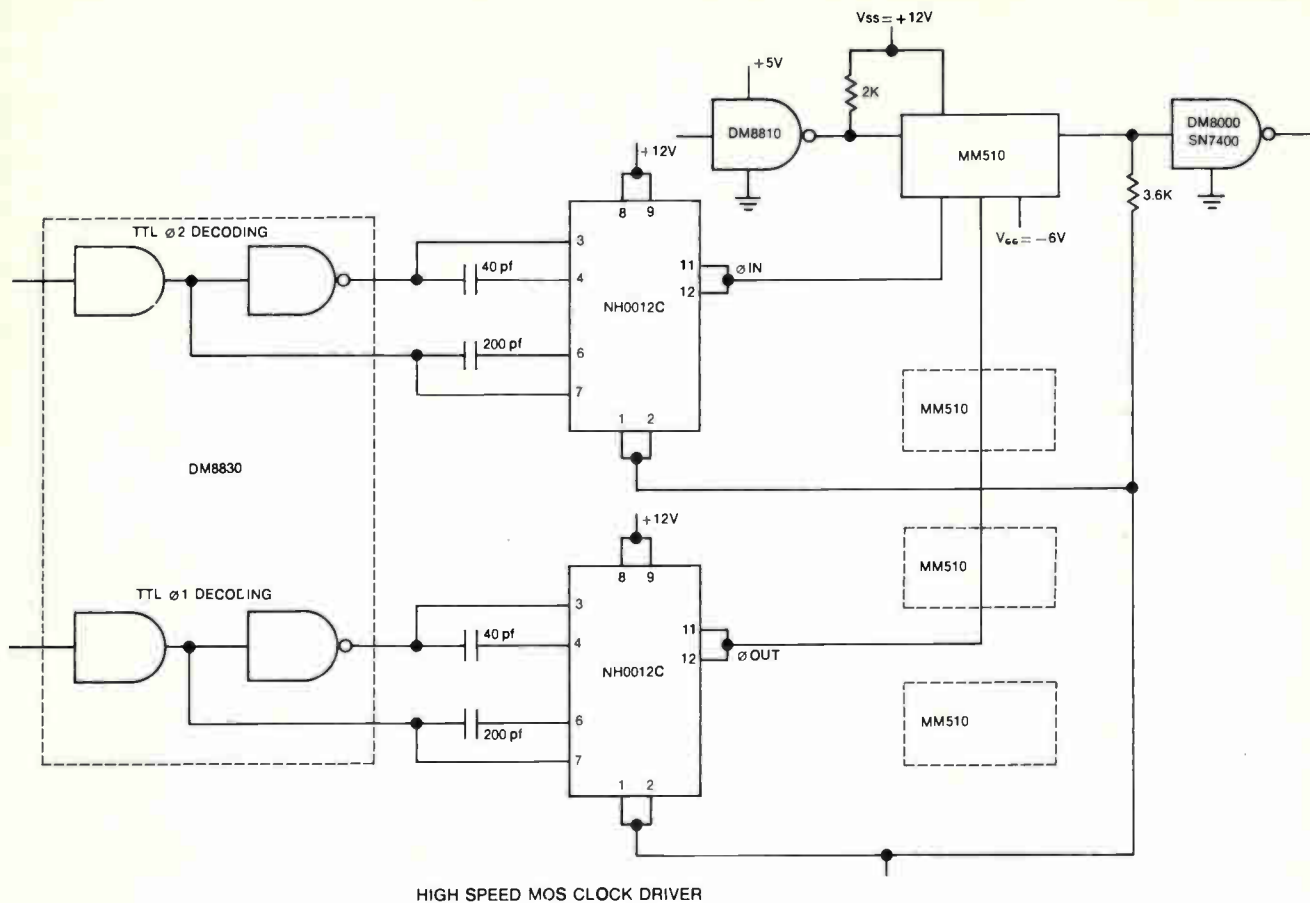 Vss = +12V
+5V
2K
DM8810
MM510
DM8000
SN7400
3.6K
VGG = -6V
+12V
8 9
TTL ø2 DECODING
3
40 pf
4
11
ø IN
12
NH0012C
200 pf
6
7
1 2
MM510
DM8830
+12V
8 9
MM510
TTL ø1 DECODING
3
40 pf
4
11
12
ø OUT
NH0012C
6
200 pf
7
MM510
1 2
HIGH SPEED MOS CLOCK DRIVER